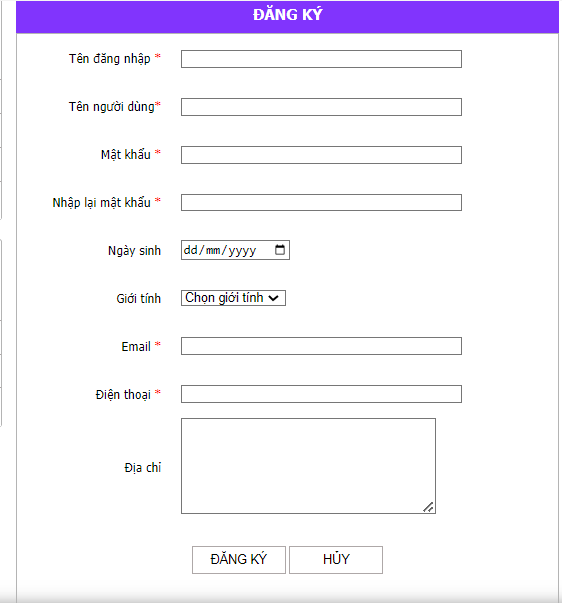 ĐĂNG KÝ
Tên đăng nhập *
Tên người dùng*
Mật khẩu *
Nhập lại mật khẩu *
Ngày sinh dd/mm/yyyy
Giới tính Chọn giới tính
Email *
Điện thoại *
Địa chỉ
ĐĂNG KÝ HỦY